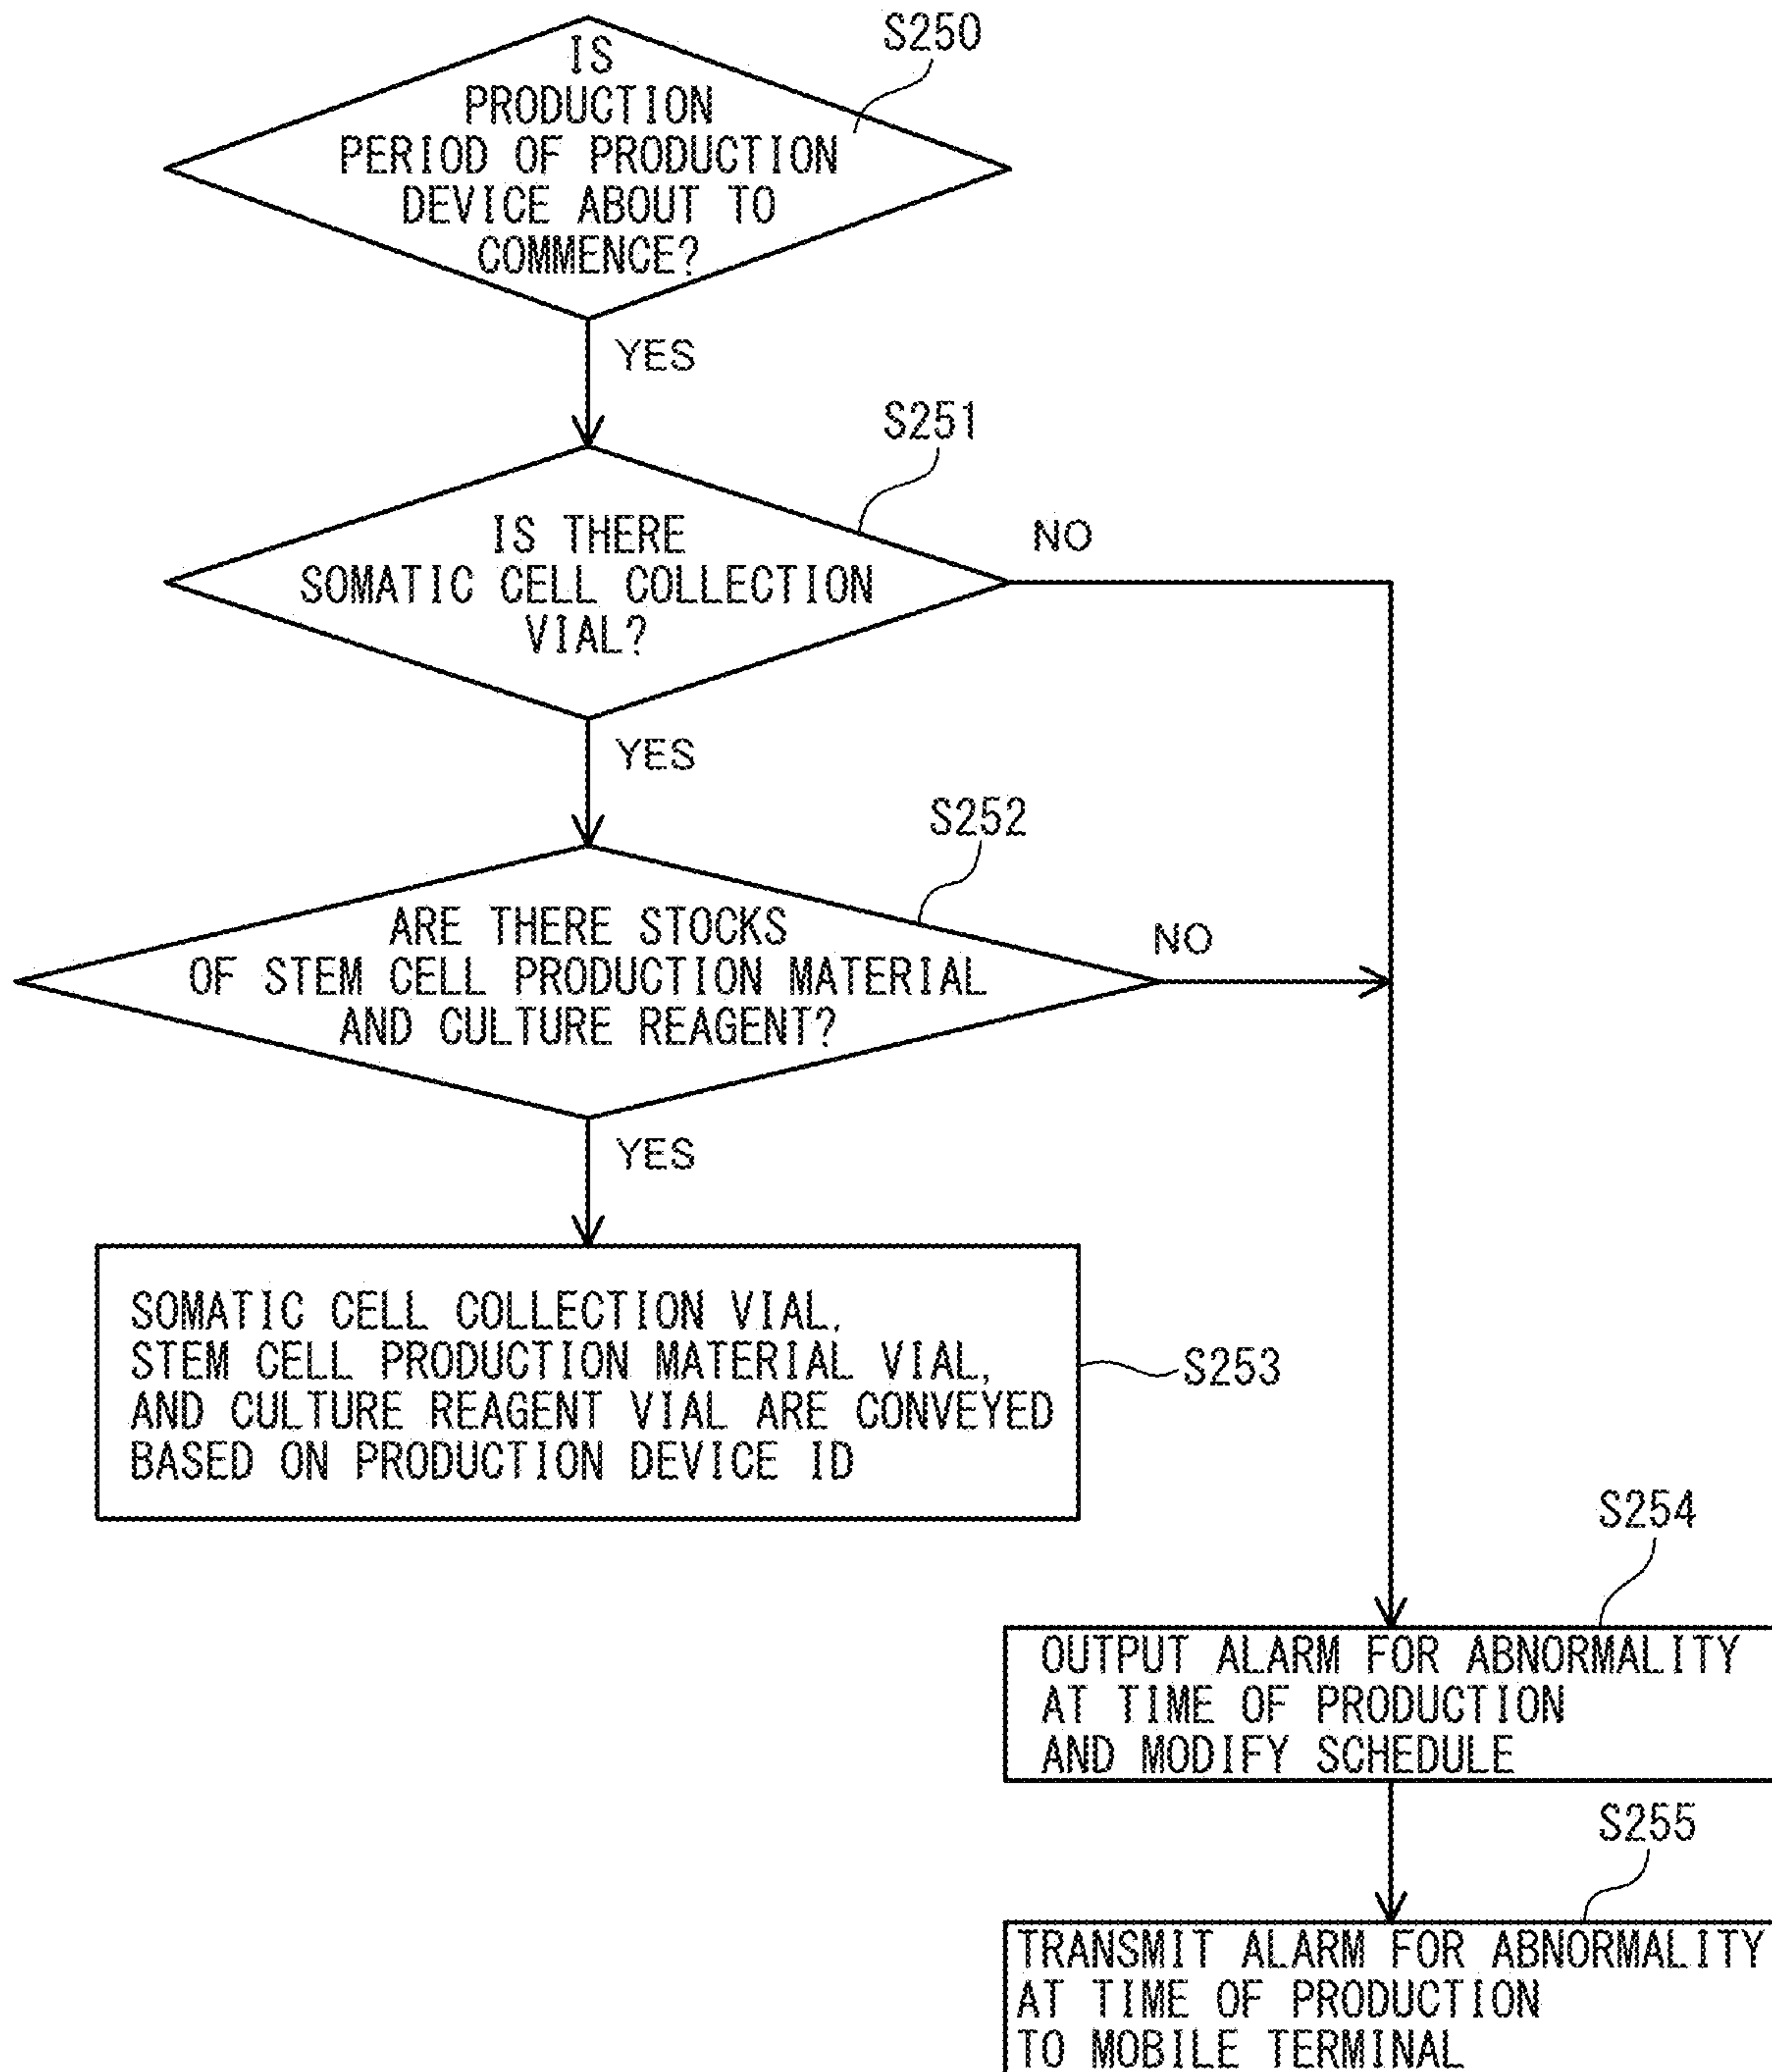 S250
IS
PRODUCTION
PERIOD OF PRODUCTION
DEVICE ABOUT TO
COMMENCE?
YES
S251
IS THERE
SOMATIC CELL COLLECTION
VIAL?
NO
YES
S252
ARE THERE STOCKS
OF STEM CELL PRODUCTION MATERIAL
AND CULTURE REAGENT?
NO
YES
SOMATIC CELL COLLECTION VIAL,
STEM CELL PRODUCTION MATERIAL VIAL,
AND CULTURE REAGENT VIAL ARE CONVEYED
BASED ON PRODUCTION DEVICE ID
S253
S254
OUTPUT ALARM FOR ABNORMALITY
AT TIME OF PRODUCTION
AND MODIFY SCHEDULE
S255
TRANSMIT ALARM FOR ABNORMALITY
AT TIME OF PRODUCTION
TO MOBILE TERMINAL